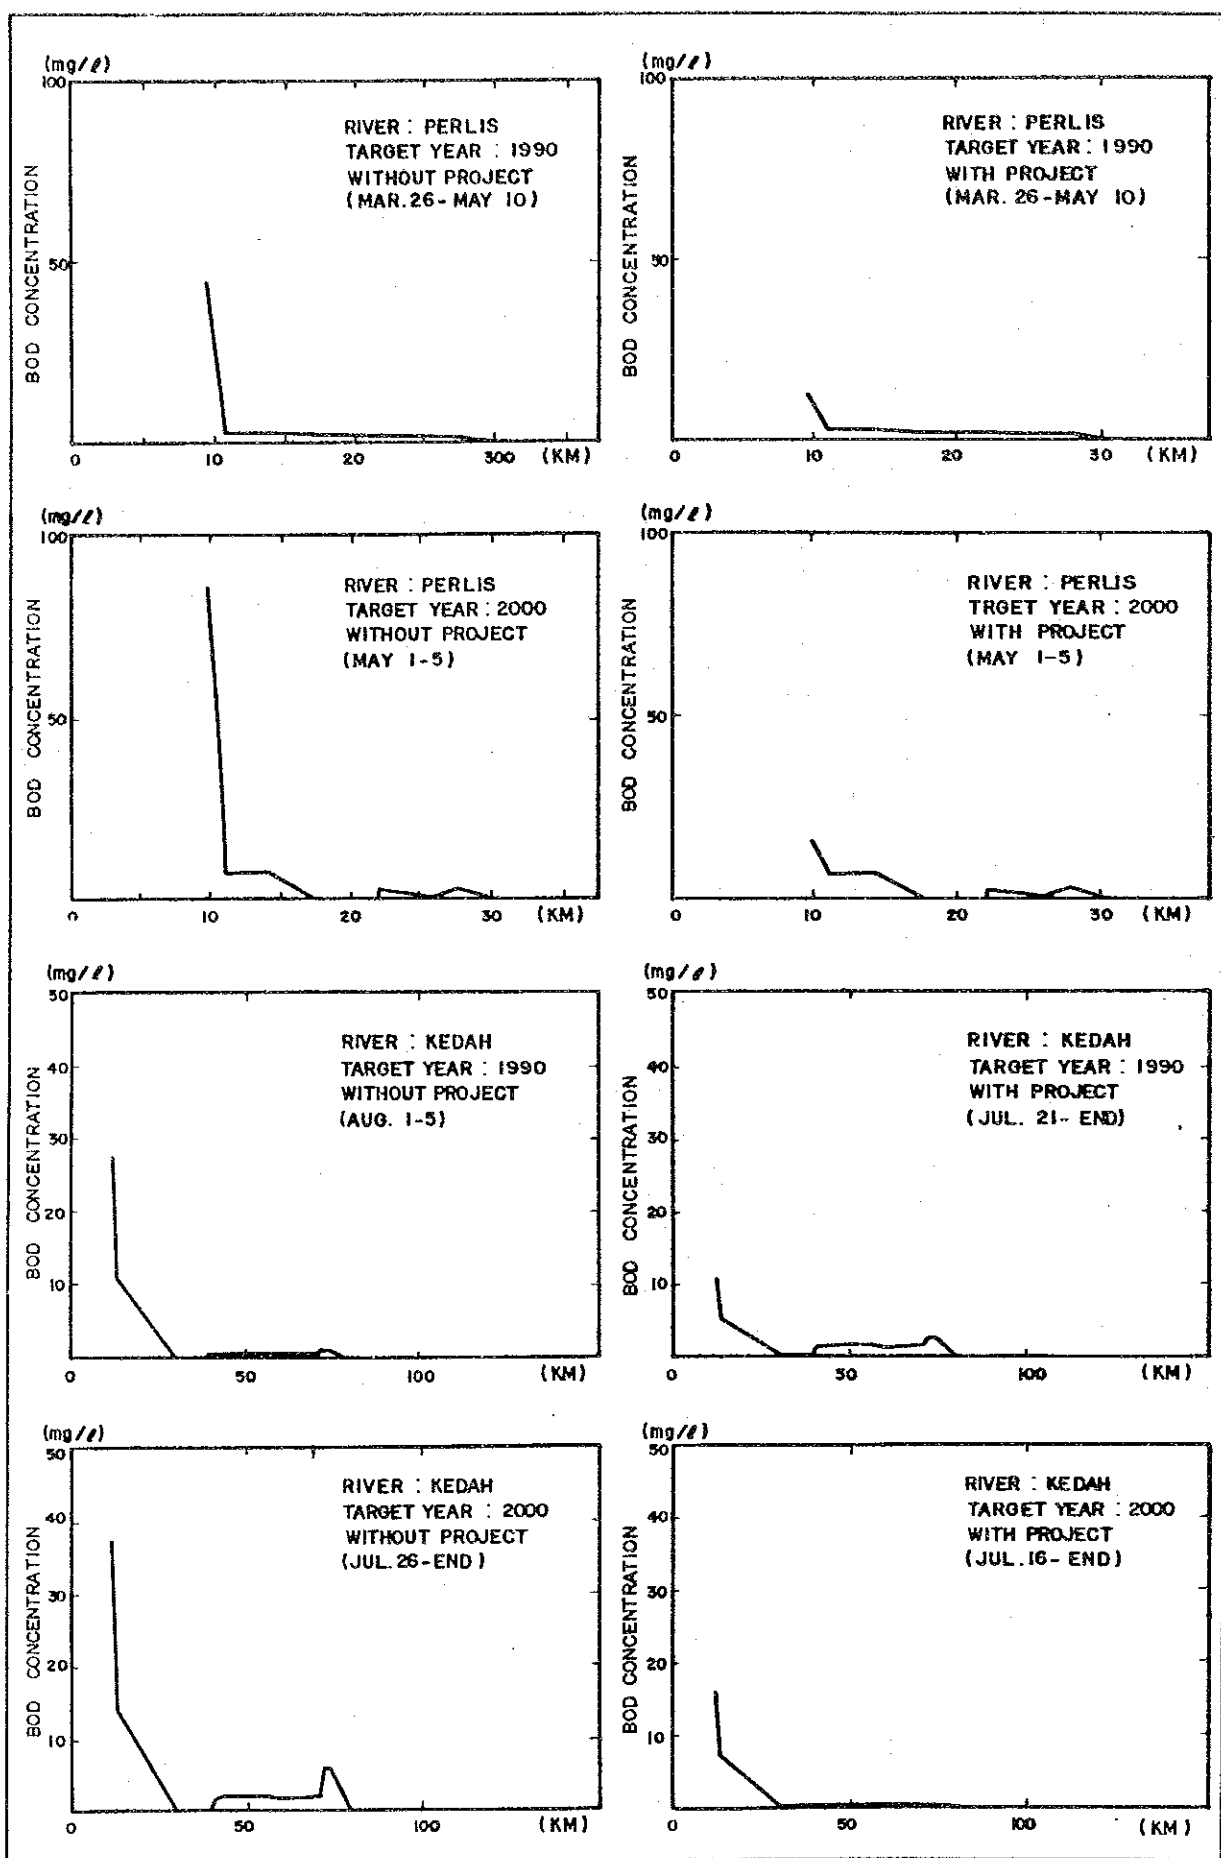 (mg/ℓ)
100
50
BOD CONCENTRATION
RIVER : PERLIS
TARGET YEAR : 1990
WITHOUT PROJECT
(MAR.26-MAY 10)
0 10 20 300 (KM)
(mg/ℓ)
100
50
BOD CONCENTRATION
RIVER : PERLIS
TARGET YEAR : 1990
WITH PROJECT
(MAR. 26-MAY 10)
0 10 20 30 (KM)
(mg/ℓ)
100
50
BOD CONCENTRATION
RIVER : PERLIS
TARGET YEAR : 2000
WITHOUT PROJECT
(MAY 1-5)
0 10 20 30 (KM)
(mg/ℓ)
100
50
BOD CONCENTRATION
RIVER : PERLIS
TRGET YEAR : 2000
WITH PROJECT
(MAY 1-5)
0 10 20 30 (KM)
(mg/ℓ)
50
40
30
20
10
BOD CONCENTRATION
RIVER : KEDAH
TARGET YEAR : 1990
WITHOUT PROJECT
(AUG. 1-5)
0 50 100 (KM)
(mg/ℓ)
50
40
30
20
10
BOD CONCENTRATION
RIVER : KEDAH
TARGET YEAR : 1990
WITH PROJECT
(JUL. 21- END)
0 50 100 (KM)
(mg/ℓ)
50
40
30
20
10
BOD CONCENTRATION
RIVER : KEDAH
TARGET YEAR : 2000
WITHOUT PROJECT
(JUL. 26-END)
0 50 100 (KM)
(mg/ℓ)
50
40
30
20
10
BOD CONCENTRATION
RIVER : KEDAH
TARGET YEAR : 2000
WITH PROJECT
(JUL.16- END)
0 50 100 (KM)